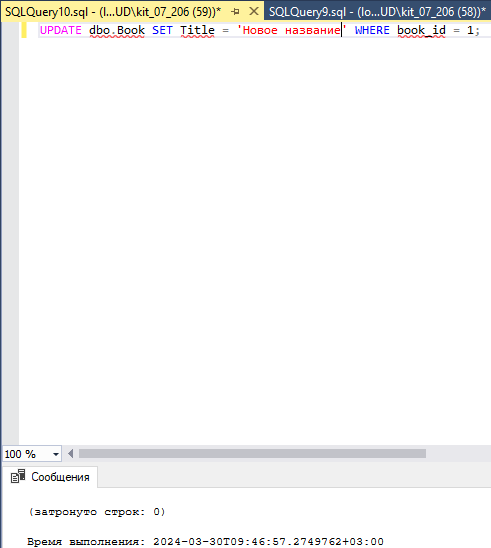 SQLQuery10.sql - (l...UD\kit_07_206 (59))* SQLQuery9.sql - (lo...UD\kit_07_206 (58))*
UPDATE dbo.Book SET Title = 'Новое название' WHERE book_id = 1;
100 %
Сообщения
(затронуто строк: 0)
Время выполнения: 2024-03-30T09:46:57.2749762+03:00